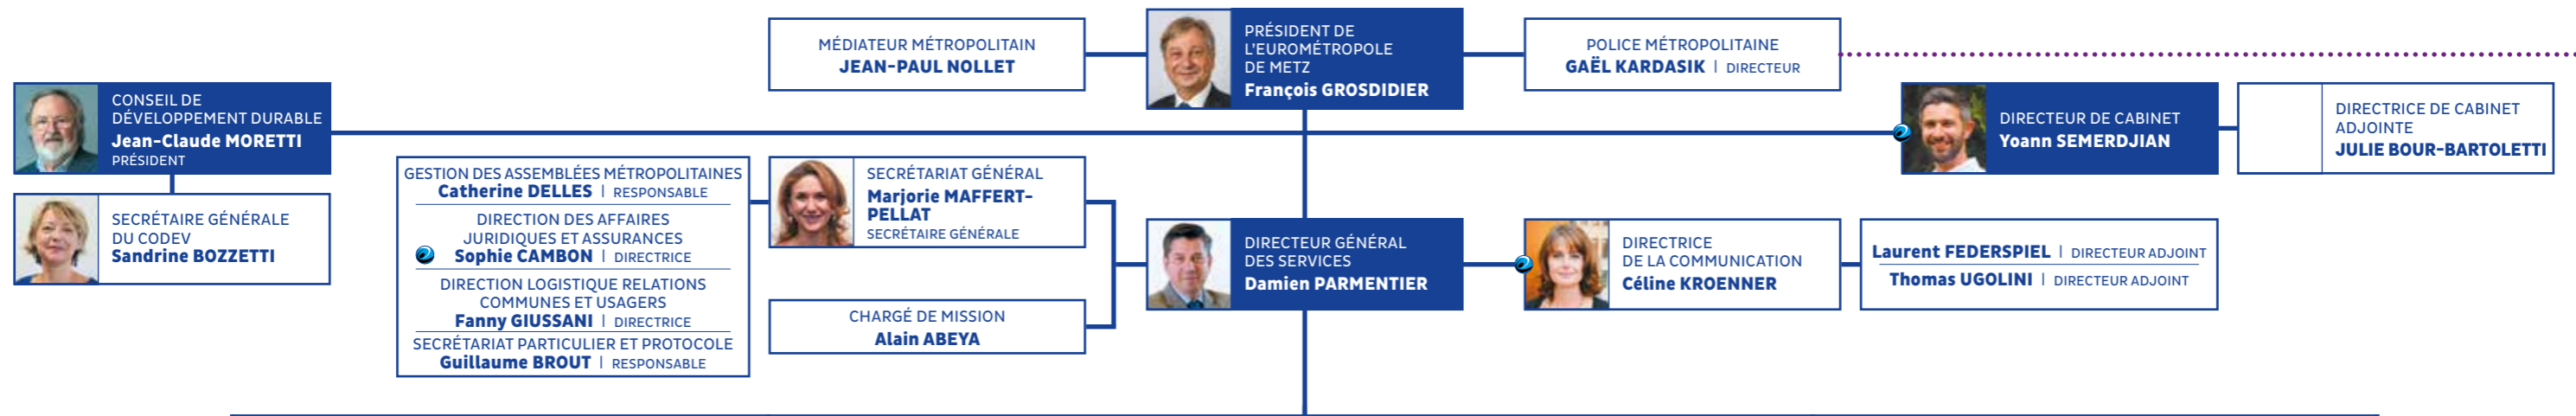 MÉDIATEUR MÉTROPOLITAIN
JEAN-PAUL NOLLET
PRÉSIDENT DE
L'EUROMÉTROPOLE
DE METZ
François GROSDIDIER
POLICE MÉTROPOLITAINE
GAËL KARDASIK | DIRECTEUR
CONSEIL DE
DÉVELOPPEMENT DURABLE
Jean-Claude MORETTI
PRÉSIDENT
DIRECTEUR DE CABINET
Yoann SEMERDJIAN
DIRECTRICE DE CABINET
ADJOINTE
JULIE BOUR-BARTOLETTI
SECRÉTAIRE GÉNÉRALE
DU CODEV
Sandrine BOZZETTI
GESTION DES ASSEMBLÉES MÉTROPOLITAINES
Catherine DELLES | RESPONSABLE
DIRECTION DES AFFAIRES
JURIDIQUES ET ASSURANCES
Sophie CAMBON | DIRECTRICE
DIRECTION LOGISTIQUE RELATIONS
COMMUNES ET USAGERS
Fanny GIUSSANI | DIRECTRICE
SECRÉTARIAT PARTICULIER ET PROTOCOLE
Guillaume BROUT | RESPONSABLE
SECRÉTARIAT GÉNÉRAL
Marjorie MAFFERT-
PELLAT
SECRÉTAIRE GÉNÉRALE
CHARGÉ DE MISSION
Alain ABEYA
DIRECTEUR GÉNÉRAL
DES SERVICES
Damien PARMENTIER
DIRECTRICE
DE LA COMMUNICATION
Céline KROENNER
Laurent FEDERSPIEL | DIRECTEUR ADJOINT
Thomas UGOLINI | DIRECTEUR ADJOINT